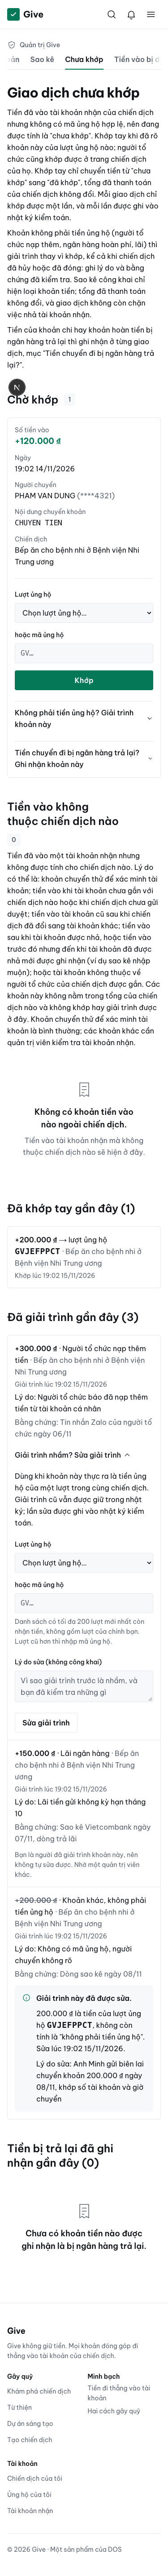 Give
Quản trị Give
Sao kê Chưa khớp Tiền vào bị
Giao dịch chưa khớp
Tiền đã vào tài khoản nhận của chiến dịch nhưng không có mã lượt ủng hộ hợp lệ, nên hệ thống không tự khớp, hoặc mã đang được tính là "chưa khớp". Khớp tay khi đã biết khoản này của lượt ủng hộ nào; người tổ chức cũng khớp được ở trang chiến dịch của họ. Khớp tay chỉ chuyển tiền từ "chưa khớp" sang "đã khớp", tổng đã nhận của chiến dịch không đổi. Mỗi giao dịch chỉ khớp được một lần, và mỗi lần đều ghi vào nhật ký kiểm toán.
Khoản không phải tiền ủng hộ (người tổ chức nạp thêm, ngân hàng hoàn phí, lãi) thì giải trình thay vì khớp, kể cả khi chiến dịch đã hủy hoặc đã đóng: ghi lý do và bằng chứng để kiểm tra. Sao kê công khai chỉ hiện loại khoản tiền; tổng đã nhận không đổi, và giao dịch không còn chặn việc nhả tài khoản nhận.
Tiền của khoản chi hay khoản hoàn tiền bị ngân hàng trả lại thì ghi nhận ở từng giao dịch, mục "Tiền chuyển đi bị ngân hàng trả lại?".
Chờ khớp 1
Số tiền vào
+120.000 ₫
Ngày
19:02 14/11/2026
Người chuyển
PHAM VAN DUNG (****4321)
Nội dung chuyển khoản
CHUYEN TIEN
Chiến dịch
Bếp ăn cho bệnh nhi ở Bệnh viện Nhi Trung ương
Lượt ủng hộ
Chọn lượt ủng hộ...
hoặc mã ủng hộ
GV…
Khớp
Không phải tiền ủng hộ? Giải trình khoản này
Tiền chuyển đi bị ngân hàng trả lại? Ghi nhận khoản này
Tiền vào không thuộc chiến dịch nào
0
Tiền đã vào một tài khoản nhận nhưng không được tính cho chiến dịch nào. Lý do có thể là: khoản chuyển hụt mã xác minh tài khoản; tiền vào khi tài khoản chưa gắn với chiến dịch nào hoặc khi chiến dịch chưa gửi duyệt; tiền vào tài khoản cũ sau khi chiến dịch đã đổi sang tài khoản khác; tiền vào sau khi tài khoản được nhả, hoặc tiền vào trước đó nhưng đến khi tài khoản đã được nhả mới được ghi nhận (ví dụ sao kê nhập muộn); hoặc tài khoản không thuộc về người tổ chức của chiến dịch được gắn. Các khoản này không nằm trong tổng của chiến dịch nào và không khớp hay giải trình được ở đây. Khoản chuyển thử để xác minh tài khoản là bình thường; các khoản khác cần quản trị viên kiểm tra tài khoản nhận.
Không có khoản tiền vào nào ngoài chiến dịch.
Tiền vào tài khoản nhận mà không thuộc chiến dịch nào sẽ hiện ở đây.
Đã khớp tay gần đây (1)
+200.000 ₫ → lượt ủng hộ GVJEFPPCT · Bếp ăn cho bệnh nhi ở Bệnh viện Nhi Trung ương
Khớp lúc 19:02 15/11/2026
Đã giải trình gần đây (3)
+300.000 ₫ · Người tổ chức nạp thêm tiền · Bếp ăn cho bệnh nhi ở Bệnh viện Nhi Trung ương
Giải trình lúc 19:02 15/11/2026
Lý do: Người tổ chức báo đã nạp thêm tiền từ tài khoản cá nhân
Bằng chứng: Tin nhắn Zalo của người tổ chức ngày 06/11
Giải trình nhầm? Sửa giải trình
Dùng khi khoản này thực ra là tiền ủng hộ của một lượt trong cùng chiến dịch. Giải trình cũ vẫn được giữ trong nhật ký; lần sửa được ghi vào nhật ký kiểm toán.
Lượt ủng hộ
Chọn lượt ủng hộ...
hoặc mã ủng hộ
GV…
Danh sách có tối đa 200 lượt mới nhất còn nhận tiền, không gồm lượt của chính bạn. Lượt cũ hơn thì nhập mã ủng hộ.
Lý do sửa (không công khai)
Vì sao giải trình trước là nhầm, và bạn đã kiểm tra những gì
Sửa giải trình
+150.000 ₫ · Lãi ngân hàng · Bếp ăn cho bệnh nhi ở Bệnh viện Nhi Trung ương
Giải trình lúc 19:02 15/11/2026
Lý do: Lãi tiền gửi không kỳ hạn tháng 10
Bằng chứng: Sao kê Vietcombank ngày 07/11, dòng trả lãi
Bạn là người đã giải trình khoản này, nên không tự sửa được. Nhờ một quản trị viên khác.
+200.000 ₫ · Khoản khác, không phải tiền ủng hộ · Bếp ăn cho bệnh nhi ở Bệnh viện Nhi Trung ương
Giải trình lúc 19:02 15/11/2026
Lý do: Không có mã ủng hộ, người chuyển không rõ
Bằng chứng: Dòng sao kê ngày 08/11
Giải trình này đã được sửa.
200.000 ₫ là tiền của lượt ủng hộ GVJEFPPCT, không còn tính là "không phải tiền ủng hộ". Sửa lúc 19:02 15/11/2026.
Lý do sửa: Anh Minh gửi biên lai chuyển khoản 200.000 ₫ ngày 08/11, khớp số tài khoản và giờ chuyển
Tiền bị trả lại đã ghi nhận gần đây (0)
Chưa có khoản tiền nào được ghi nhận là bị ngân hàng trả lại.
Give
Give không giữ tiền. Mọi khoản đóng góp đi thẳng vào tài khoản của chiến dịch.
Gây quỹ
Khám phá chiến dịch
Từ thiện
Dự án sáng tạo
Tạo chiến dịch
Minh bạch
Tiền đi thẳng vào tài khoản
Hai cách gây quỹ
Tài khoản
Chiến dịch của tôi
Ủng hộ của tôi
Tài khoản nhận
© 2026 Give · Một sản phẩm của DOS